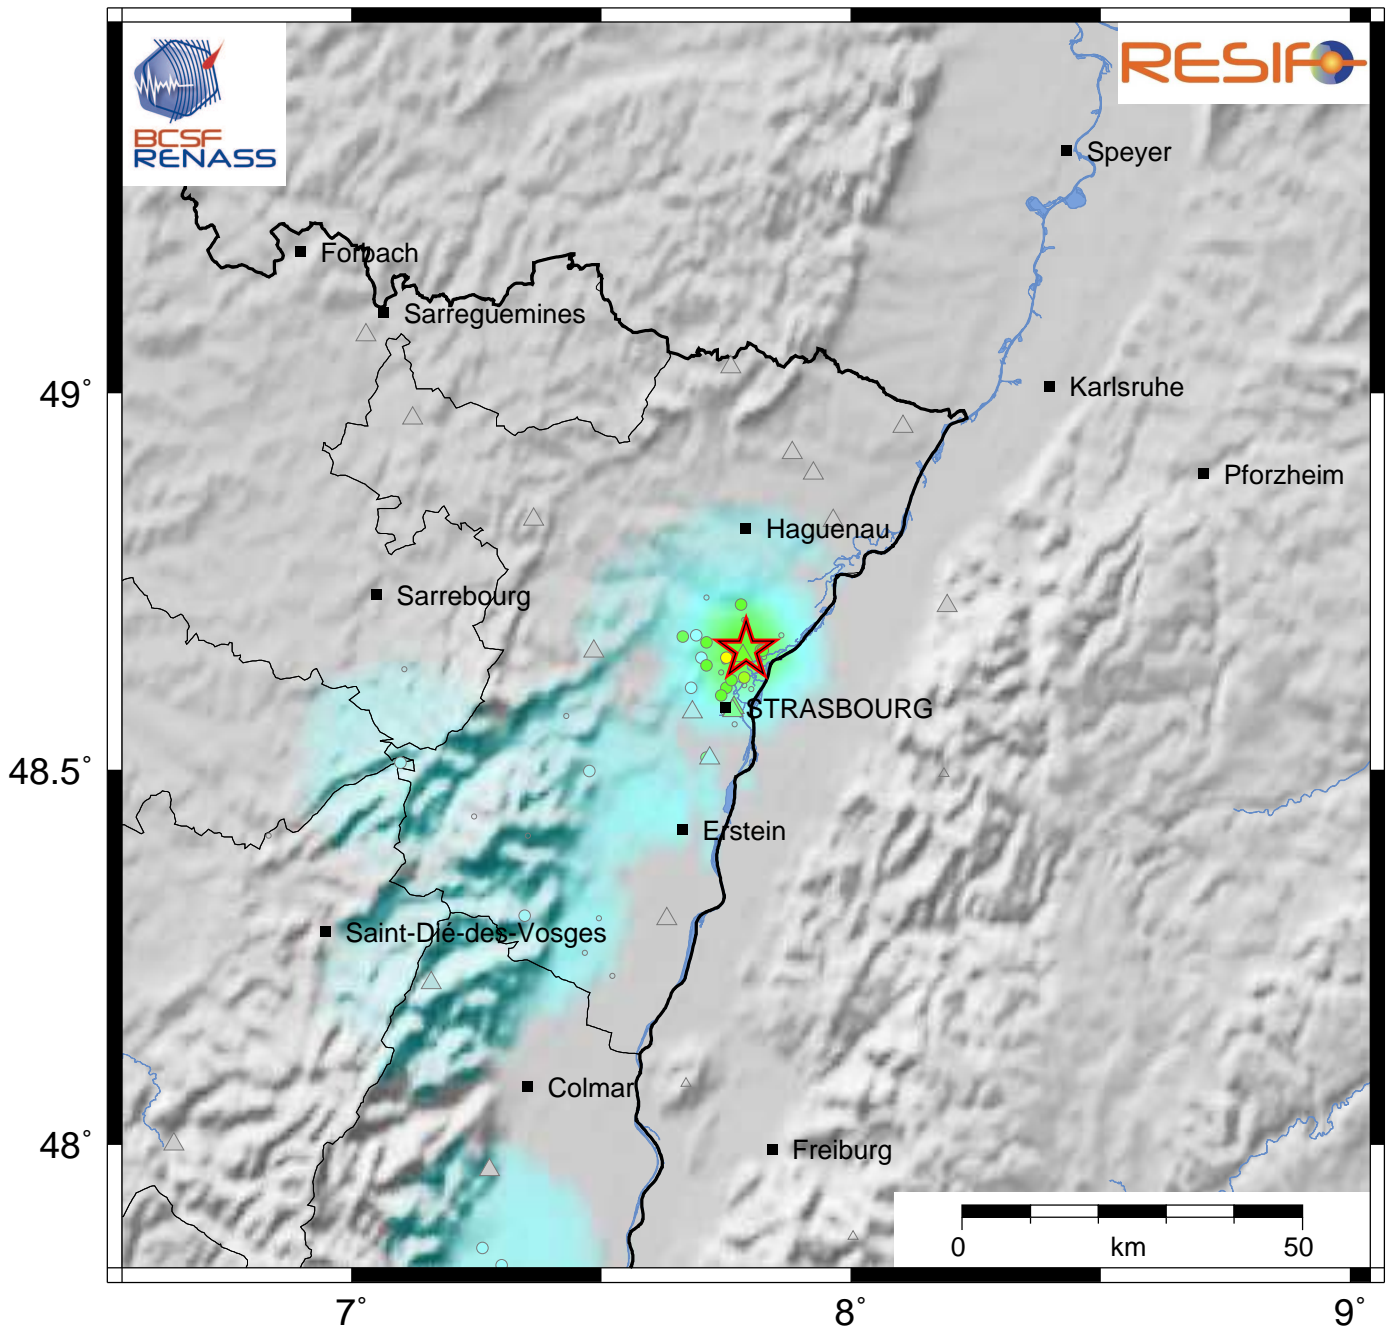 BCSF
RENASS
RESIF
Speyer
Forbach
Sarreguemines
49°
Karlsruhe
Pforzheim
Haguenau
Sarrebourg
STRASBOURG
48.5°
Erstein
Saint-Dié-des-Vosges
Colmar
48°
Freiburg
0 km 50
7° 8° 9°